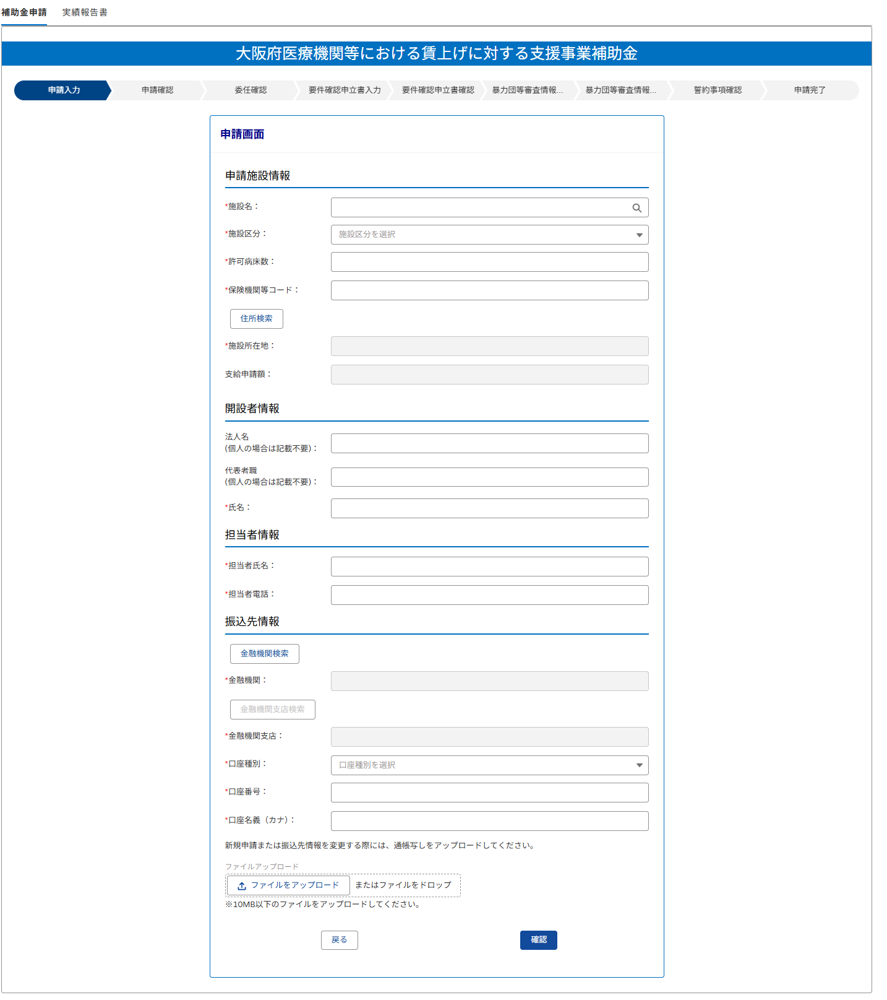 補助金申請 実績報告書
大阪府医療機関等における賃上げに対する支援事業補助金
申請入力 申請確認 委任確認 要件確認申立書入力 要件確認申立書確認 暴力団等審査情報... 暴力団等審査情報... 誓約事項確認 申請完了
申請画面
申請施設情報
*施設名：
*施設区分： 施設区分を選択
*許可病床数：
*保険機関等コード：
住所検索
*施設所在地：
支給申請額：
開設者情報
法人名
(個人の場合は記載不要)：
代表者職
(個人の場合は記載不要)：
*氏名：
担当者情報
*担当者氏名：
*担当者電話：
振込先情報
金融機関検索
*金融機関：
金融機関支店検索
*金融機関支店：
*口座種別： 口座種別を選択
*口座番号：
*口座名義（カナ）：
新規申請または振込先情報を変更する際には、通帳写しをアップロードしてください。
ファイルアップロード
ファイルをアップロード またはファイルをドロップ
※10MB以下のファイルをアップロードしてください。
戻る 確認